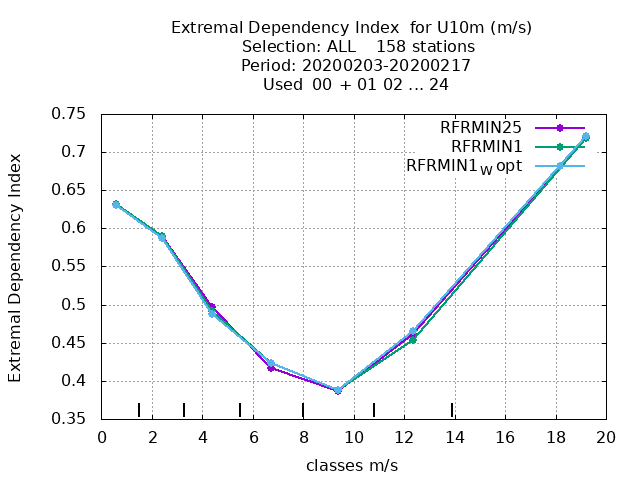 Extremal Dependency Index  for U10m (m/s)
Selection: ALL    158 stations
Period: 20200203-20200217
Used  00 + 01 02 ... 24
RFRMIN25
RFRMIN1
RFRMIN1W opt
Extremal Dependency Index
0.75
0.7
0.65
0.6
0.55
0.5
0.45
0.4
0.35
0 2 4 6 8 10 12 14 16 18 20
classes m/s